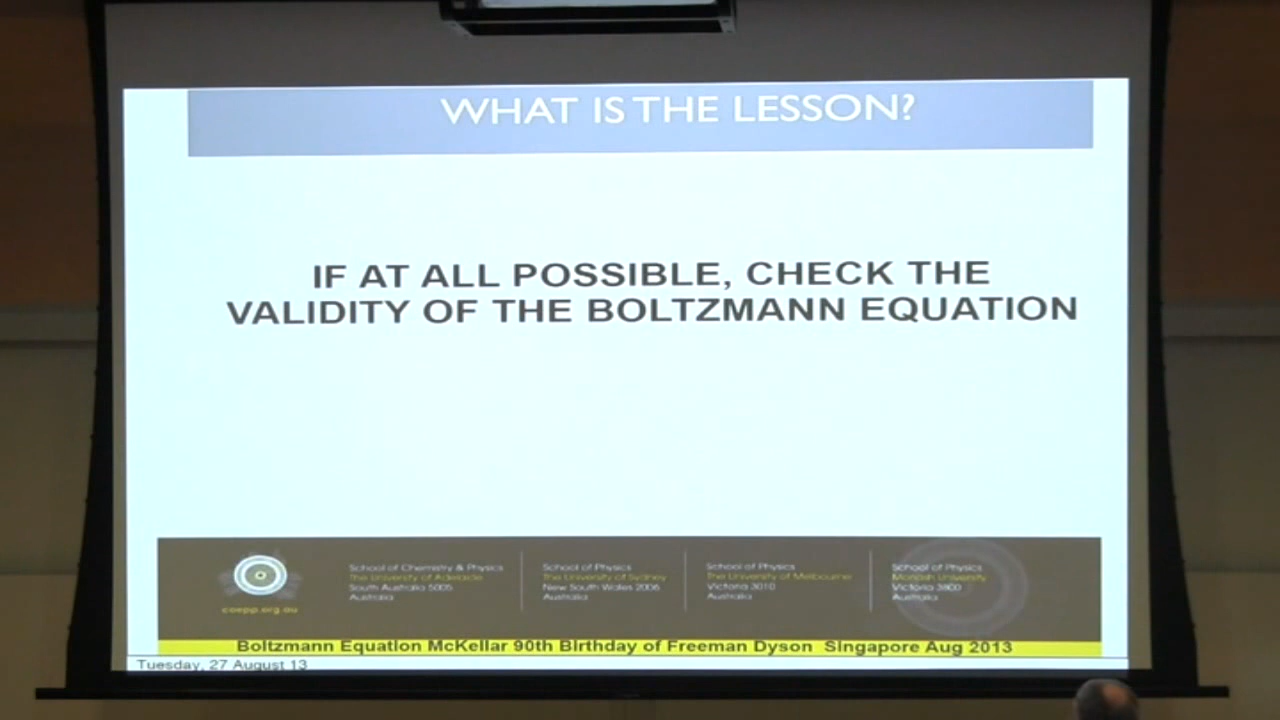 WHAT IS THE LESSON?
IF AT ALL POSSIBLE, CHECK THE
VALIDITY OF THE BOLTZMANN EQUATION
coepp.org.au
School of Chemistry & Physics
The University of Adelaide
South Australia 5005
Australia
School of Physics
The University of Sydney
New South Wales 2006
Australia
School of Physics
The University of Melbourne
Victoria 3010
Australia
School of Physics
Monash University
Victoria 3800
Australia
Boltzmann Equation McKellar 90th Birthday of Freeman Dyson Singapore Aug 2013
Tuesday, 27 August 13